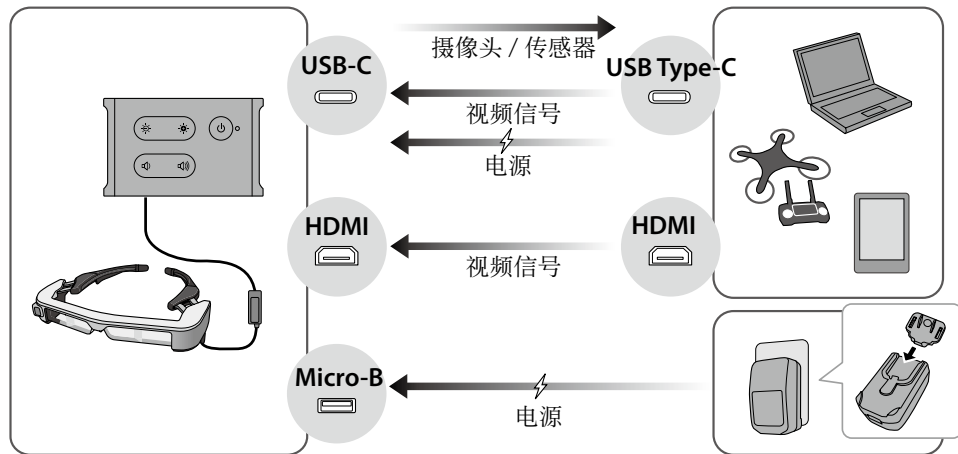 摄像头 / 传感器
USB-C
USB Type-C
视频信号
电源
HDMI
HDMI
视频信号
Micro-B
电源